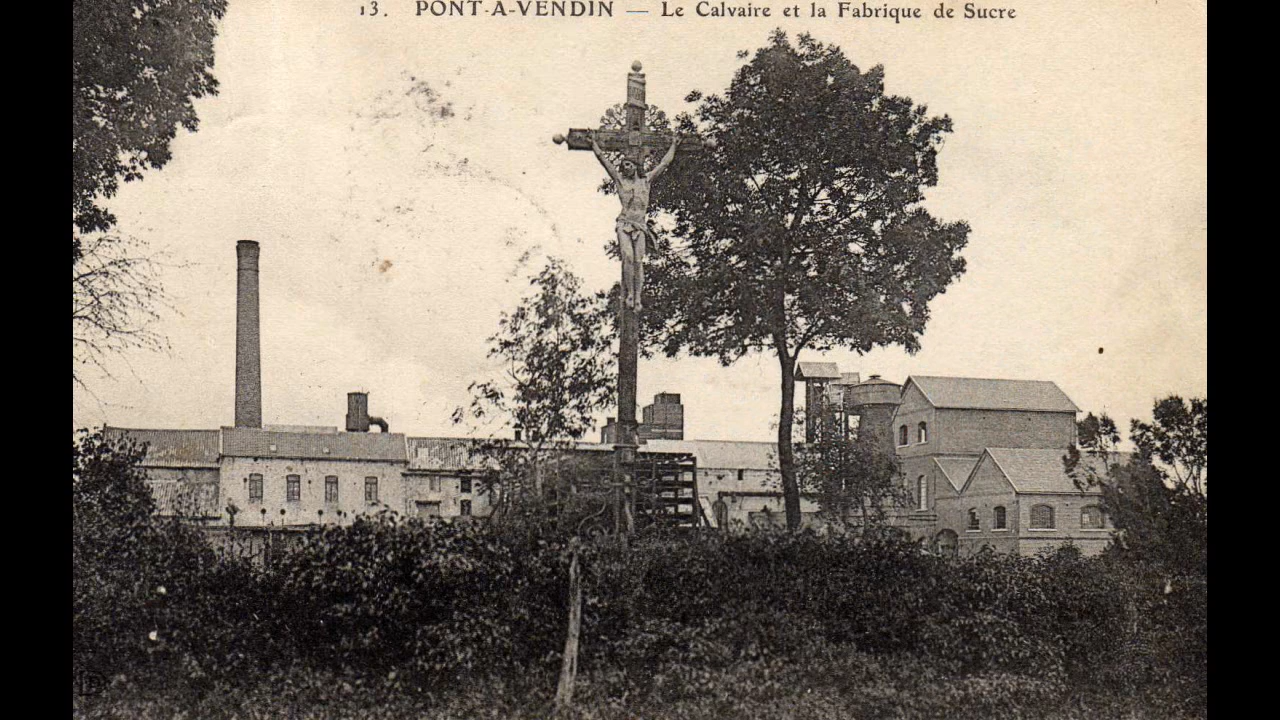 13. PONT-A-VENDIN — Le Calvaire et la Fabrique de Sucre